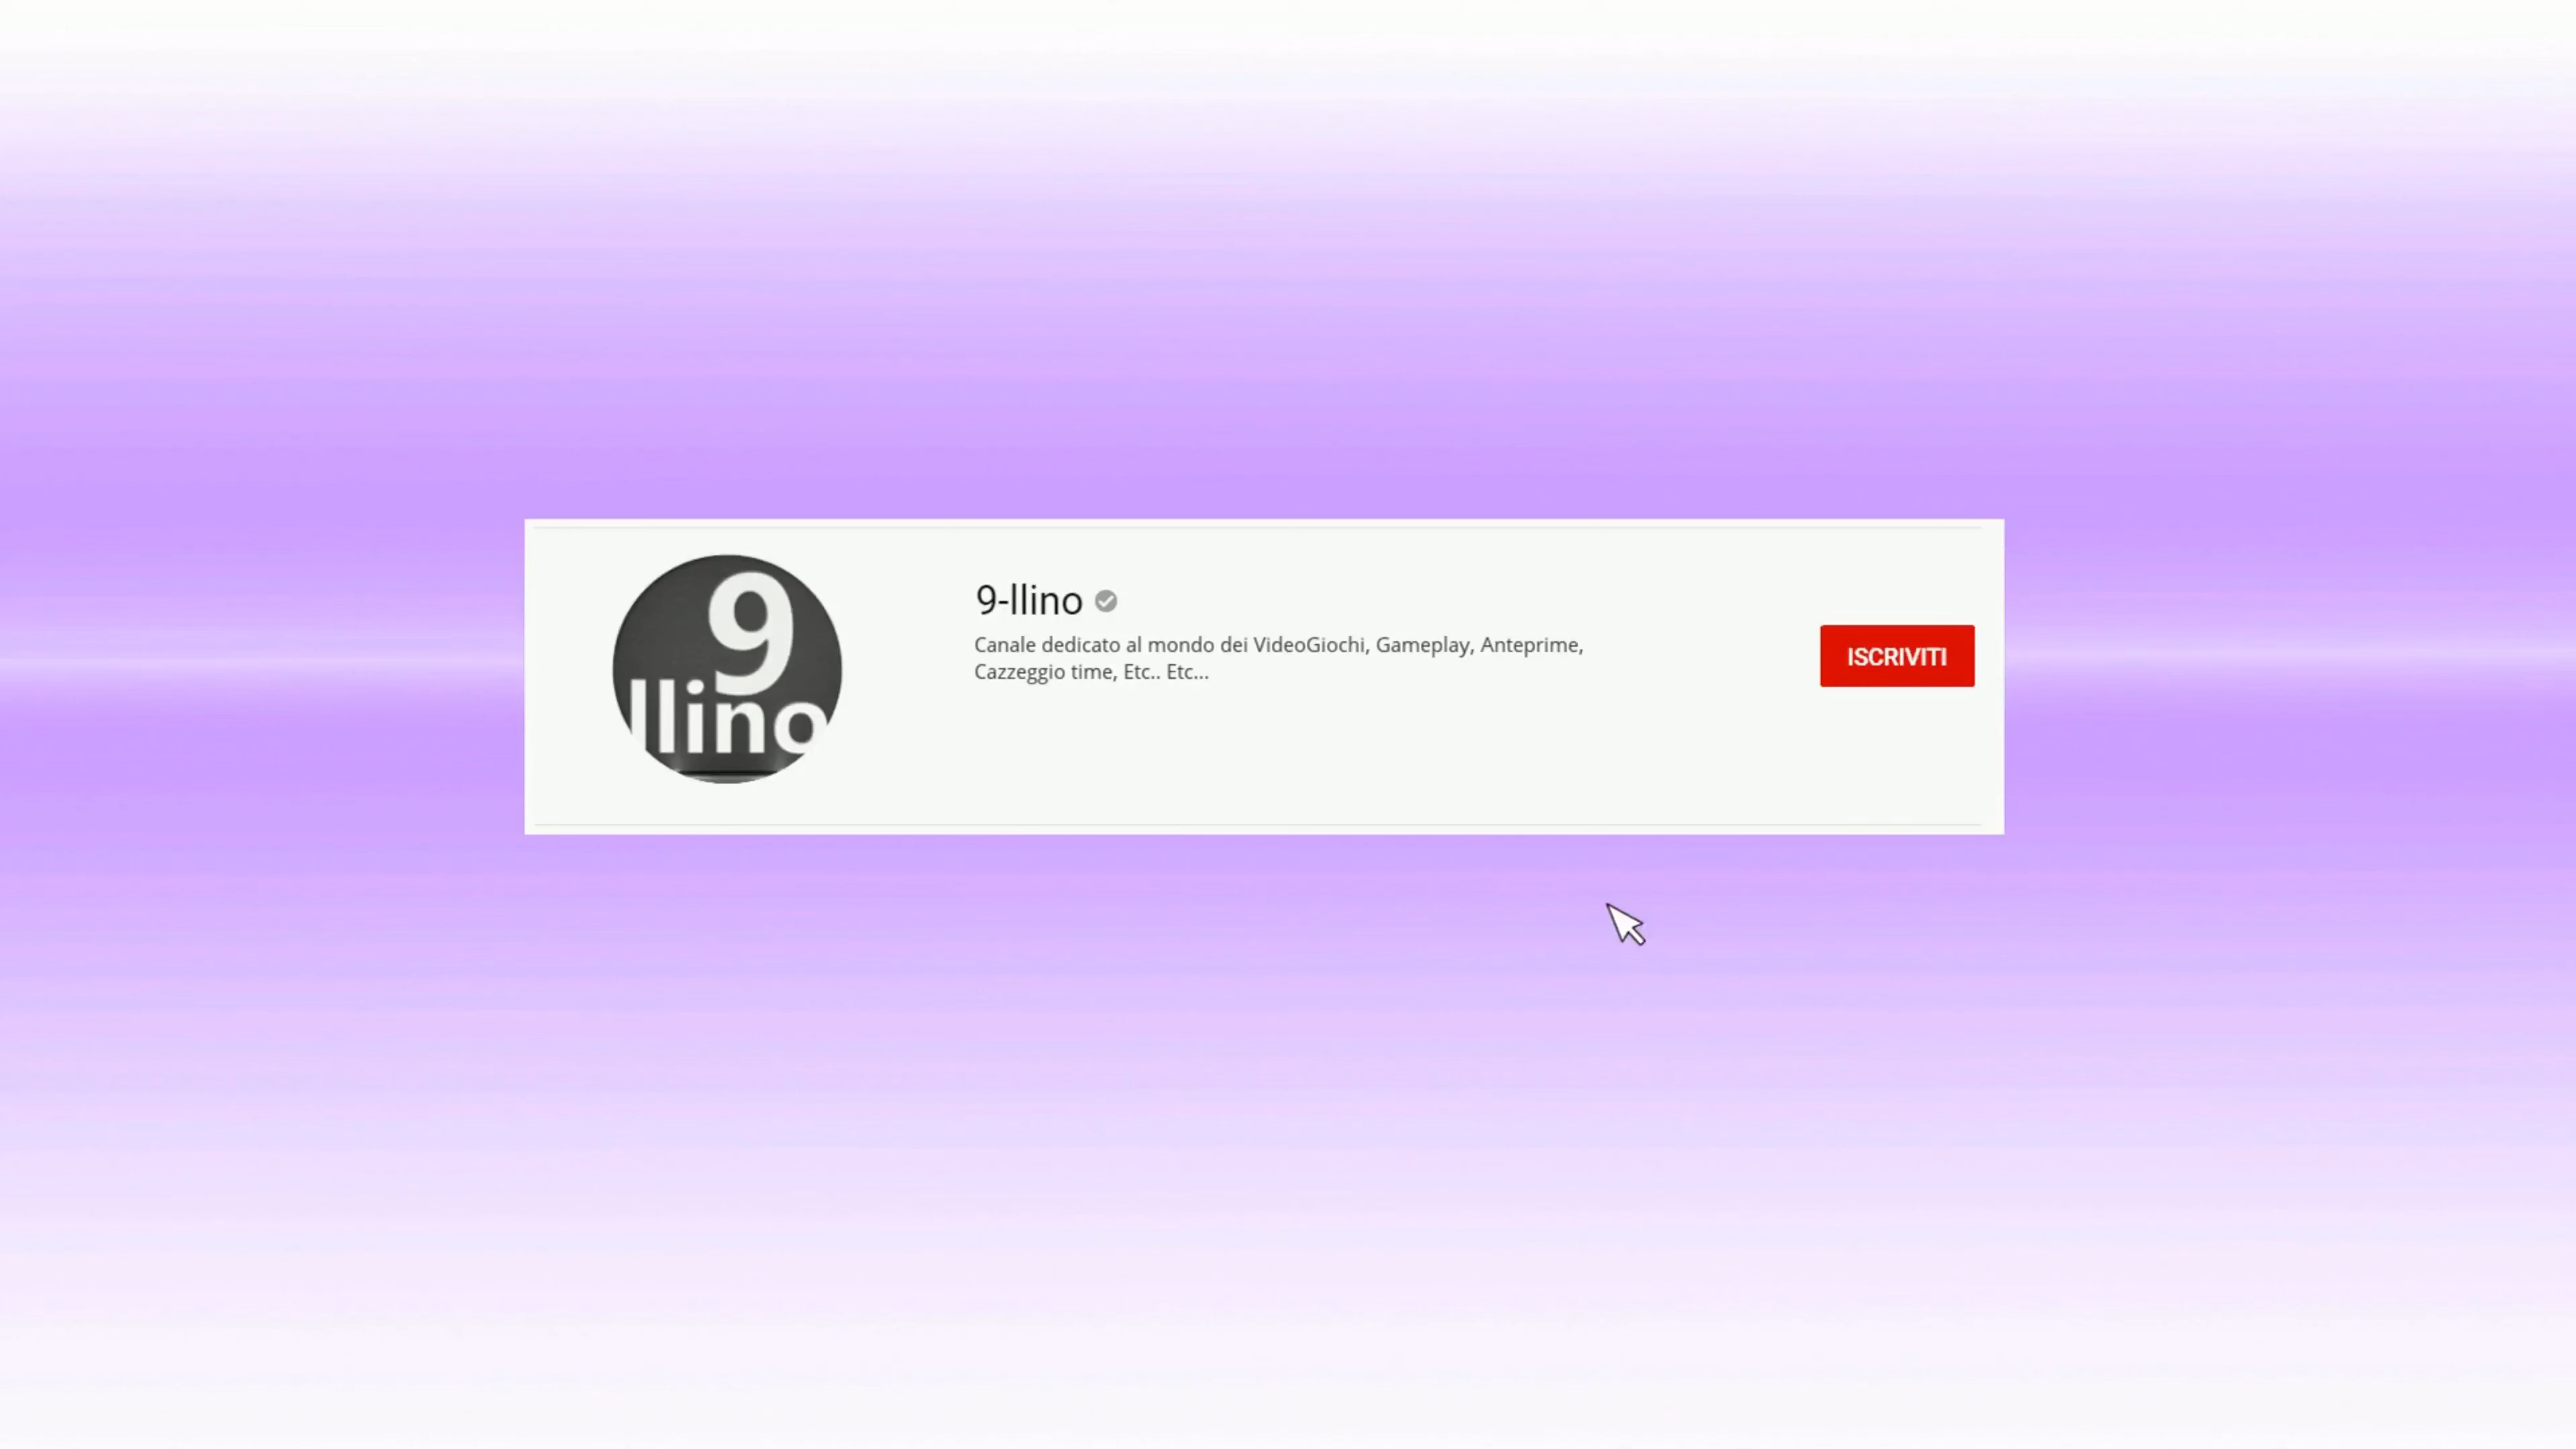 9
llino
9-llino
Canale dedicato al mondo dei VideoGiochi, Gameplay, Anteprime,
Cazzeggio time, Etc.. Etc...
ISCRIVITI